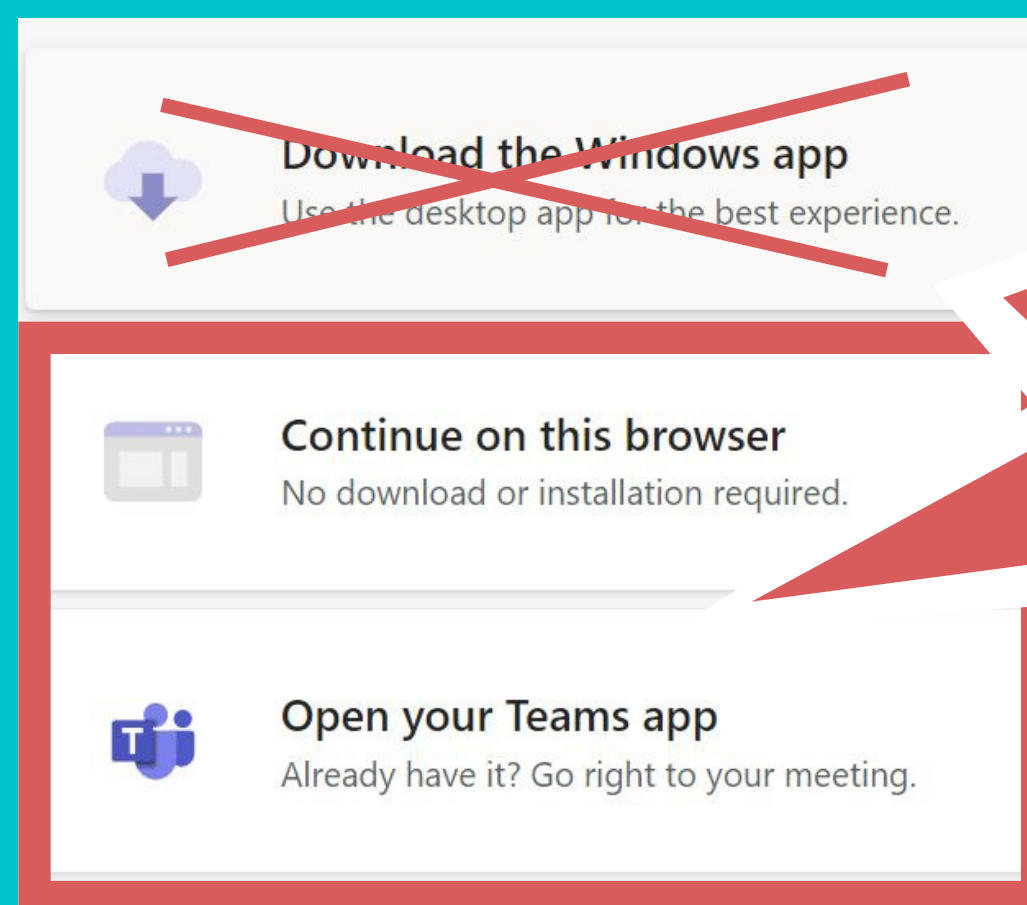 Download the Windows app
Use the desktop app for the best experience.
Continue on this browser
No download or installation required.
T
Open your Teams app
Already have it? Go right to your meeting.